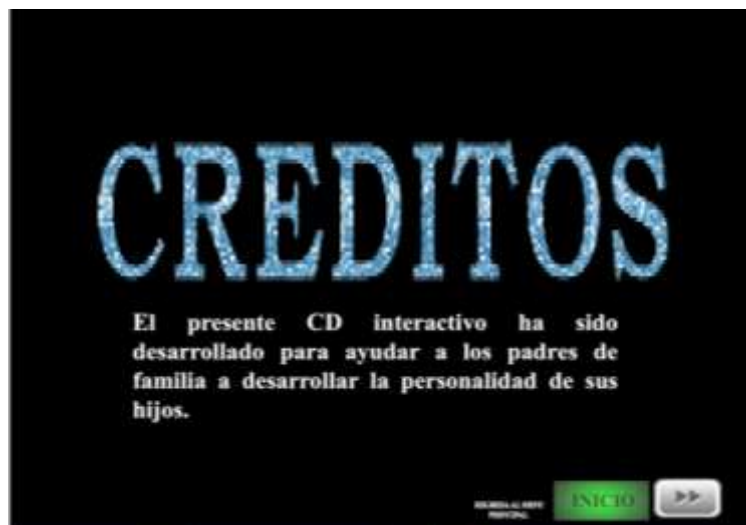 CREDITOS
El presente CD interactivo ha sido
desarrollado para ayudar a los padres de
familia a desarrollar la personalidad de sus
hijos.
INICIO